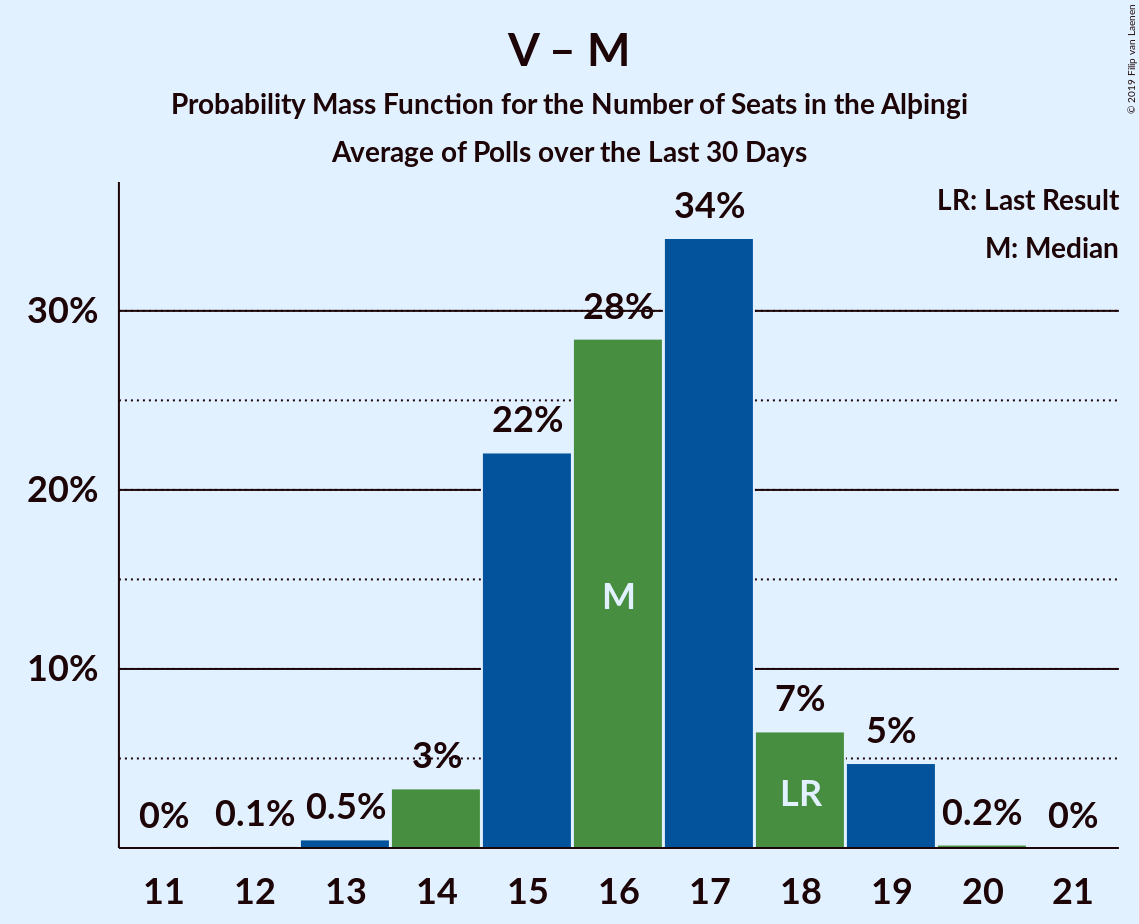 V – M
Probability Mass Function for the Number of Seats in the Alþingi
Average of Polls over the Last 30 Days
© 2019 Filip van Laenen
LR: Last Result
M: Median
34%
30%
28%
22%
20%
M
10%
7%
5%
3%
LR
0%
0.1%
0.5%
0.2%
0%
11 12 13 14 15 16 17 18 19 20 21